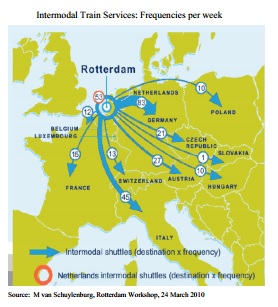 Intermodal Train Services: Frequencies per week
Rotterdam
53
NETHERLANDS
10
POLAND
12
93
GERMANY
BELGIUM
LUXEMBOURG
21
CZECH
REPUBLIC
1
SLOVAKIA
16
13
27
10
FRANCE
SWITZERLAND
AUSTRIA
HUNGARY
45
ITALY
Intermodal shuttles (destination x frequency)
Netherlands intermodal shuttles (destination x frequency)
Source: M van Schuylenburg, Rotterdam Workshop, 24 March 2010